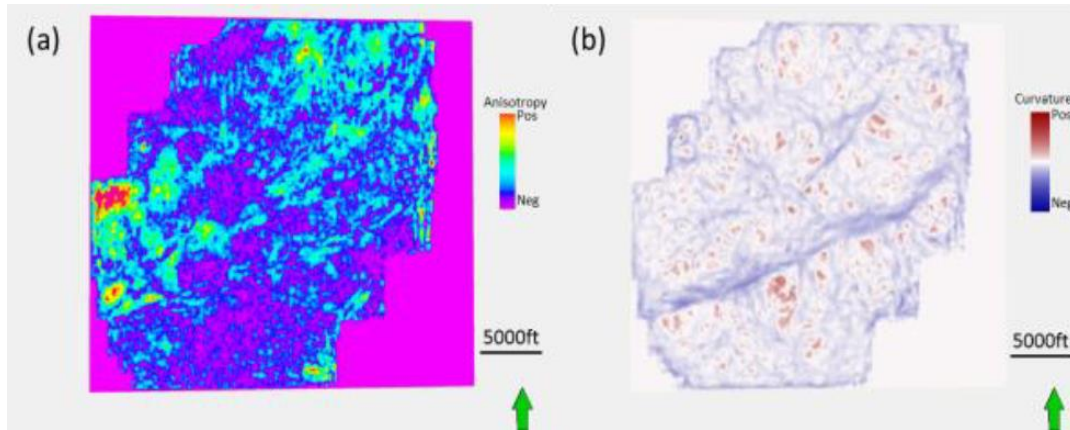 (a)
Anisotropy
Pos
Neg
5000ft
(b)
Curvature
Pos
Neg
5000ft